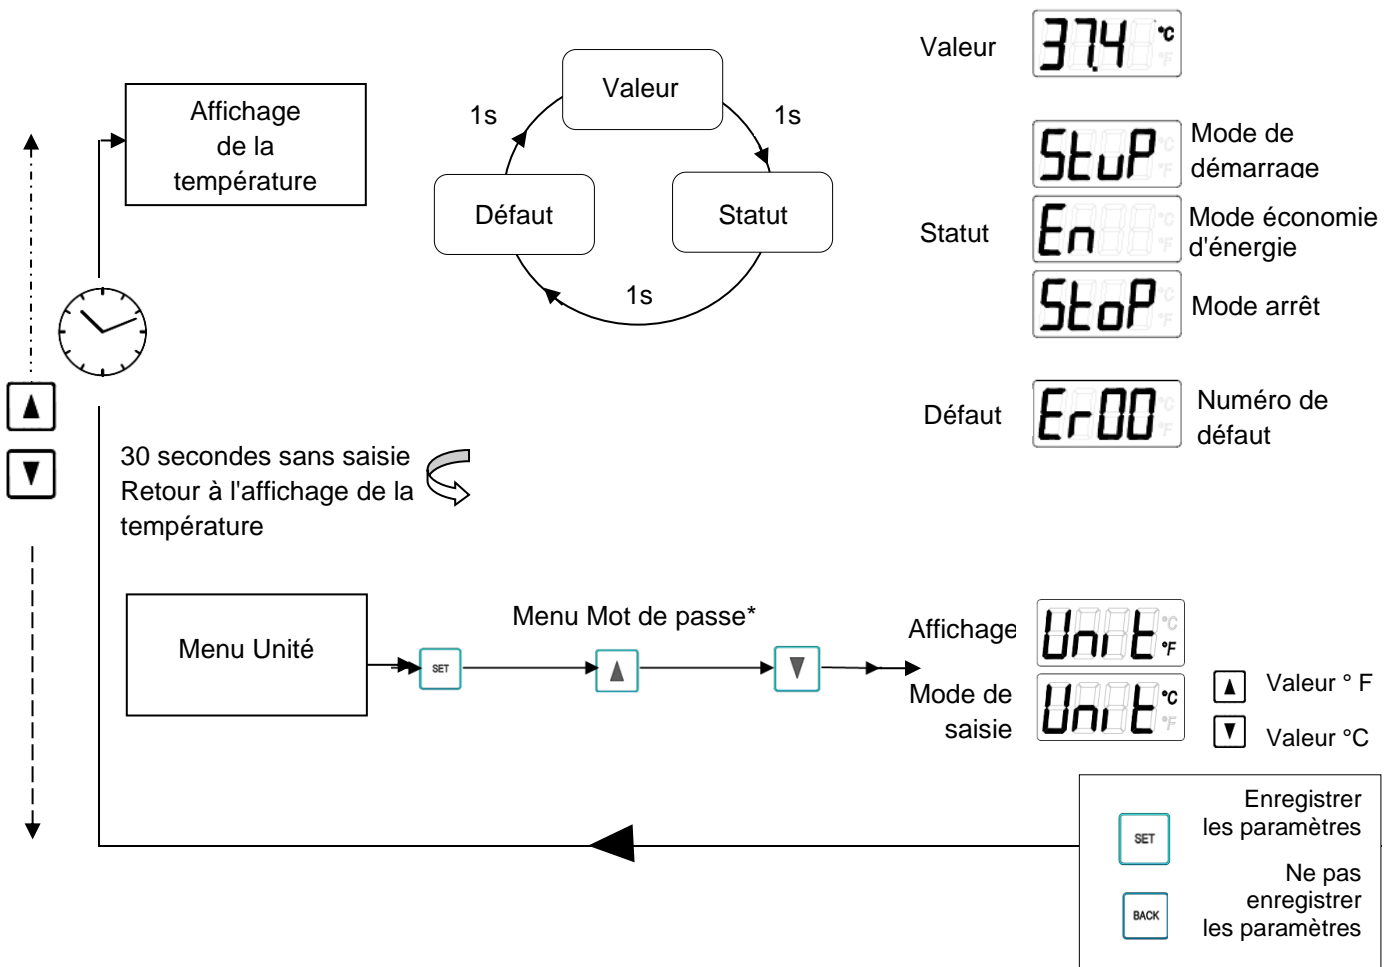 Valeur
37.4 °C
°F
Affichage
de la
température
Valeur
1s
1s
Défaut
Statut
1s
StuP
°C
°F
Mode de
démarrage
Statut
En
°C
°F
Mode économie
d'énergie
StoP
°C
°F
Mode arrêt
Défaut
Er00
°C
°F
Numéro de
défaut
30 secondes sans saisie
Retour à l'affichage de la
température
Menu Unité
Menu Mot de passe*
SET
Affichage
Unit
°C
°F
Mode de
saisie
Unit
°C
°F
Valeur ° F
Valeur °C
SET
Enregistrer
les paramètres
BACK
Ne pas
enregistrer
les paramètres